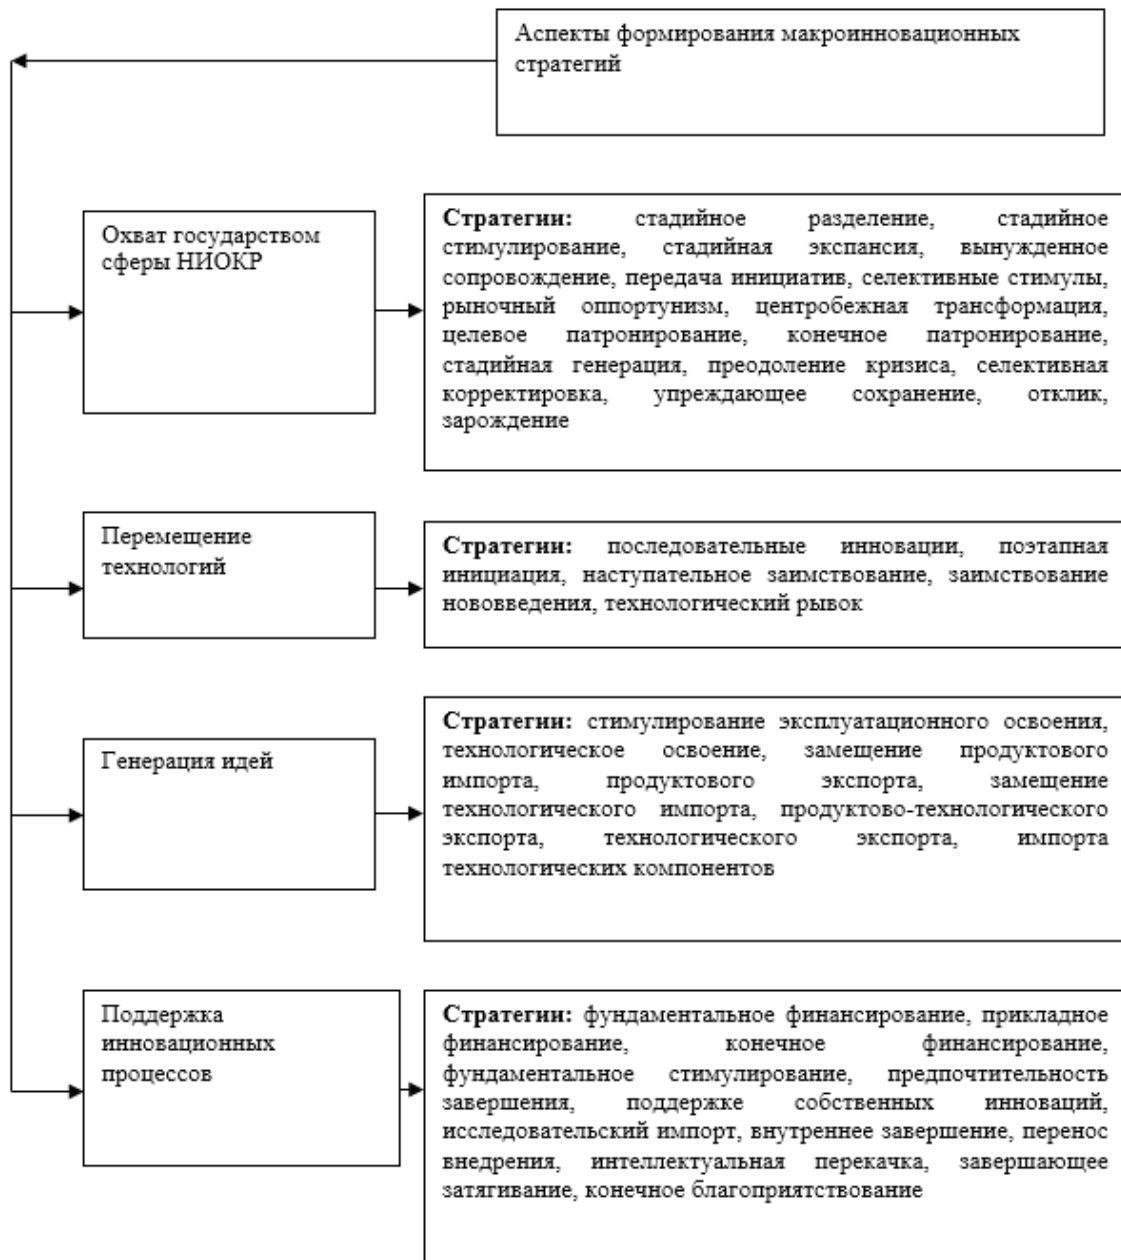 Аспекты формирования макроинновационных
стратегий
Охват государством
сферы НИОКР
Стратегии: стадийное разделение, стадийное
стимулирование, стадийная экспансия, вынужденное
сопровождение, передача инициатив, селективные стимулы,
рыночный оппортунизм, центробежная трансформация,
целевое патронирование, конечное патронирование,
стадийная генерация, преодоление кризиса, селективная
корректировка, упреждающее сохранение, отклик,
зарождение
Перемещение
технологий
Стратегии: последовательные инновации, поэтапная
инициация, наступательное заимствование, заимствование
нововведения, технологический рывок
Генерация идей
Стратегии: стимулирование эксплуатационного освоения,
технологическое освоение, замещение продуктового
импорта, продуктового экспорта, замещение
технологического импорта, продуктово-технологического
экспорта, технологического экспорта, импорта
технологических компонентов
Поддержка
инновационных
процессов
Стратегии: фундаментальное финансирование, прикладное
финансирование, конечное финансирование,
фундаментальное стимулирование, предпочтительность
завершения, поддержке собственных инноваций,
исследовательский импорт, внутреннее завершение, перенос
внедрения, интеллектуальная перекачка, завершающее
затягивание, конечное благоприятствование